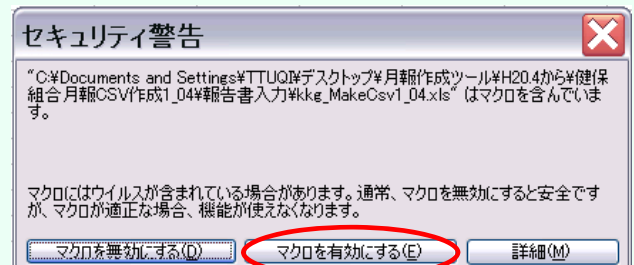 セキュリティ警告
“C:¥Documents and Settings¥TTUQI¥デスクトップ¥月報作成ツール¥H20.4から¥健保
組合月報CSV作成1_04¥報告書入力¥kkg_MakeCsv1_04.xls” はマクロを含んでいま
す。
マクロにはウイルスが含まれている場合があります。通常、マクロを無効にすると安全です
が、マクロが適正な場合、機能が使えなくなります。
マクロを無効にする(D)
マクロを有効にする(E)
詳細(M)